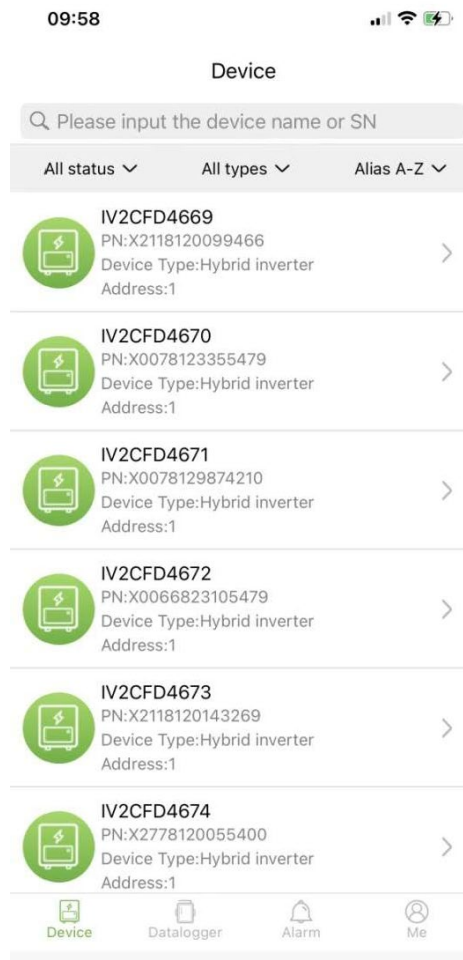 09:58
Device
Please input the device name or SN
All status All types Alias A-Z
IV2CFD4669
PN:X2118120099466
Device Type:Hybrid inverter
Address:1
IV2CFD4670
PN:X0078123355479
Device Type:Hybrid inverter
Address:1
IV2CFD4671
PN:X0078129874210
Device Type:Hybrid inverter
Address:1
IV2CFD4672
PN:X0066823105479
Device Type:Hybrid inverter
Address:1
IV2CFD4673
PN:X2118120143269
Device Type:Hybrid inverter
Address:1
IV2CFD4674
PN:X2778120055400
Device Type:Hybrid inverter
Address:1
Device Datalogger Alarm Me